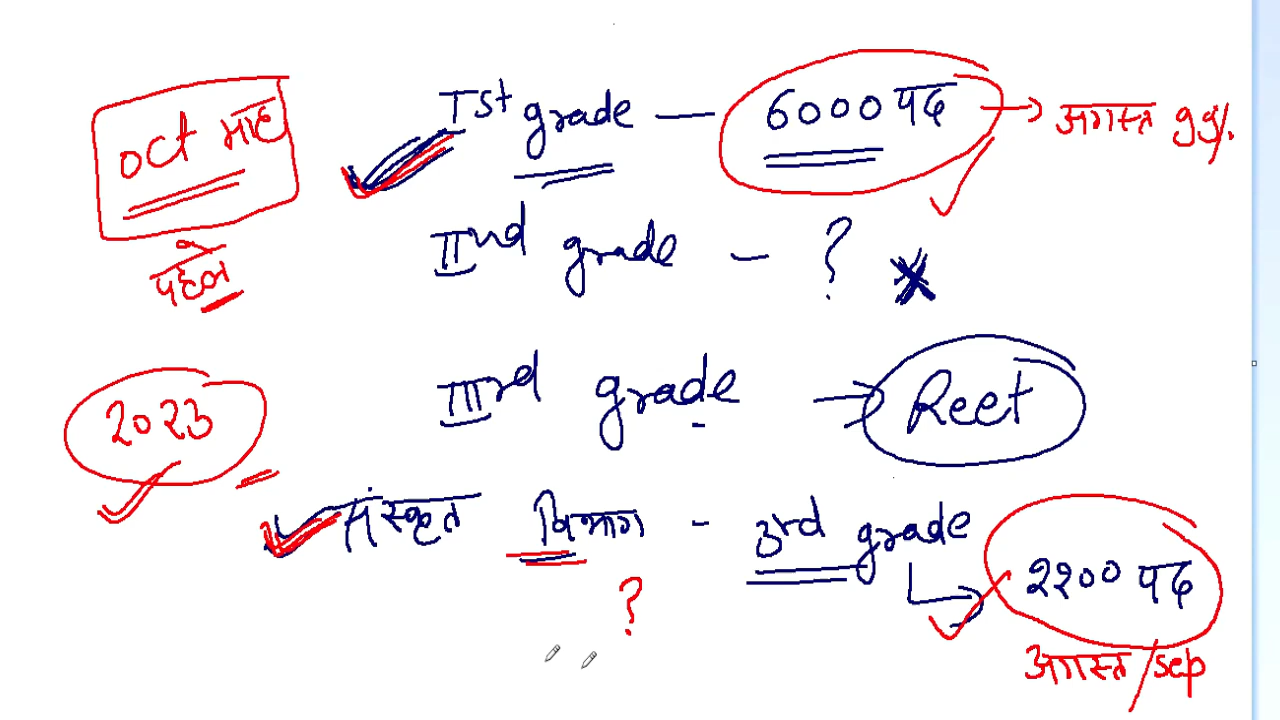 oct माह
पहले
Ist grade — 6000 पद → अगस्त 99%
IInd grade - ?
IIIrd grade → Reet
2023
संस्कृत विभाग - 3rd grade
2200 पद
?
अगस्त/sep